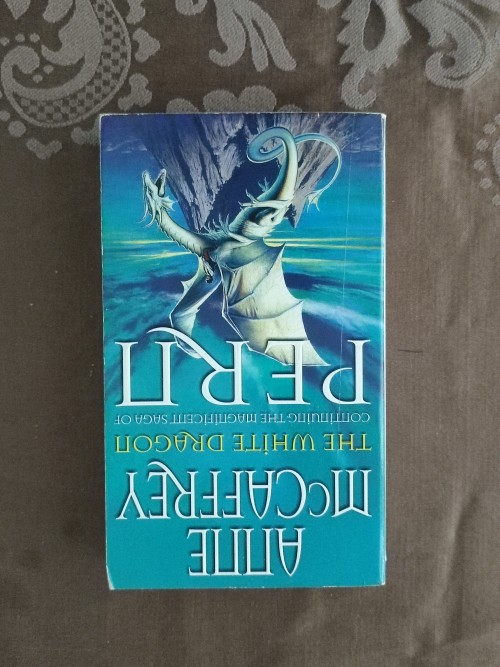 ANNE
McCAFFREY
THE WHITE DRAGON
CONTINUING THE MAGNIFICENT SAGA OF
PERN